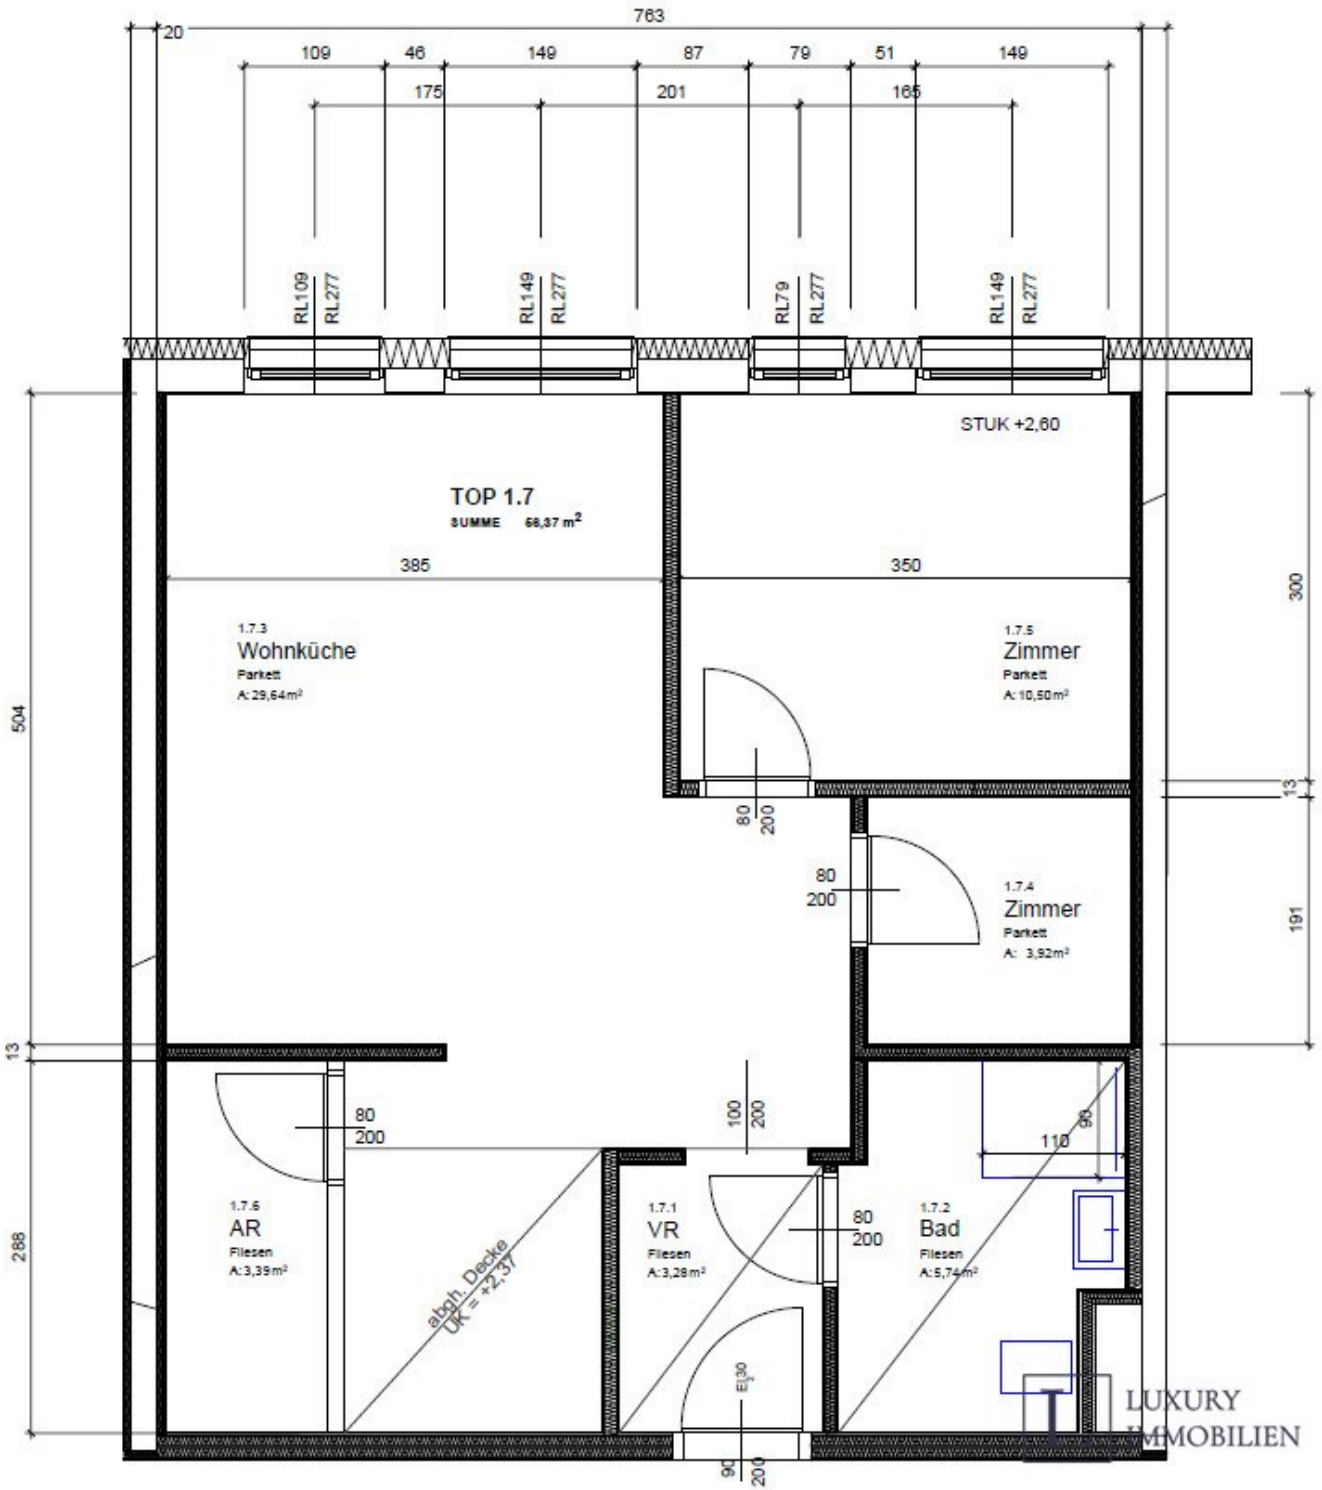 763
20
109 46 149 87 79 51 149
175 201 165
RL109
RL277
RL149
RL277
RL79
RL277
RL149
RL277
STUK +2,60
TOP 1.7
SUMME 56,37 m²
385
350
300
1.7.3
Wohnküche
Parkett
A: 29,54m²
1.7.5
Zimmer
Parkett
A: 10,50m²
504
80
200
13
80
200
1.7.4
Zimmer
Parkett
A: 3,92m²
191
13
80
200
100
200
90
110
1.7.6
AR
Fliesen
A: 3,39m²
288
abgh. Decke
UK = +2,37
1.7.1
VR
Fliesen
A: 3,28m²
80
200
1.7.2
Bad
Fliesen
A: 5,74m²
EI₂30
90
200
L
LUXURY
IMMOBILIEN